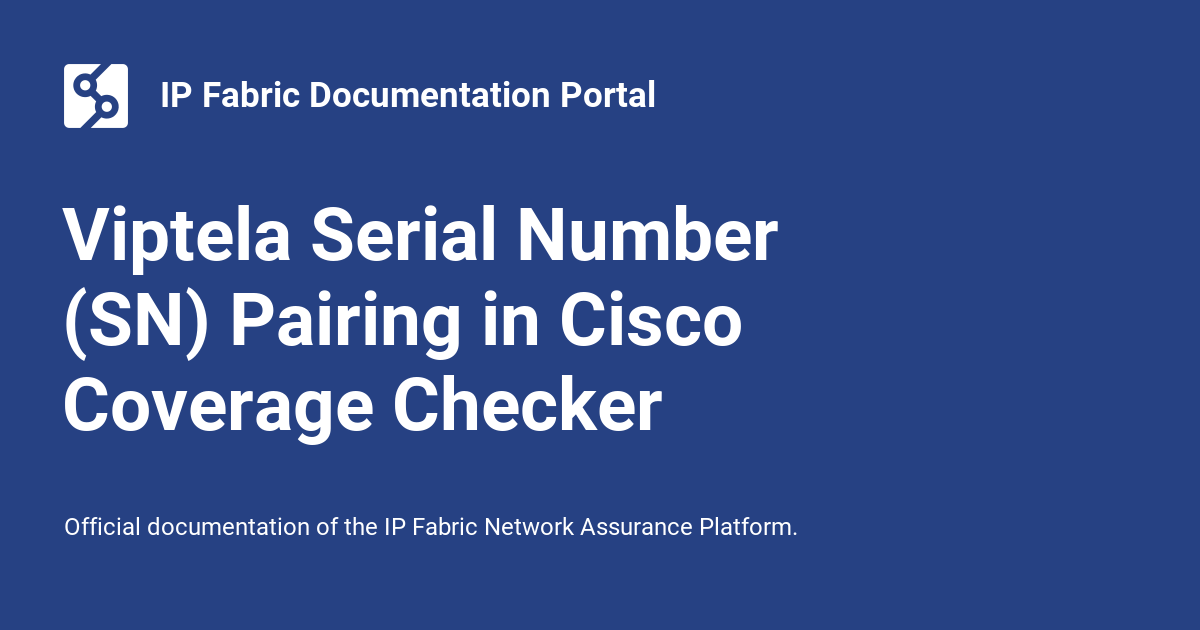 IP Fabric Documentation Portal
Viptela Serial Number
(SN) Pairing in Cisco
Coverage Checker
Official documentation of the IP Fabric Network Assurance Platform.